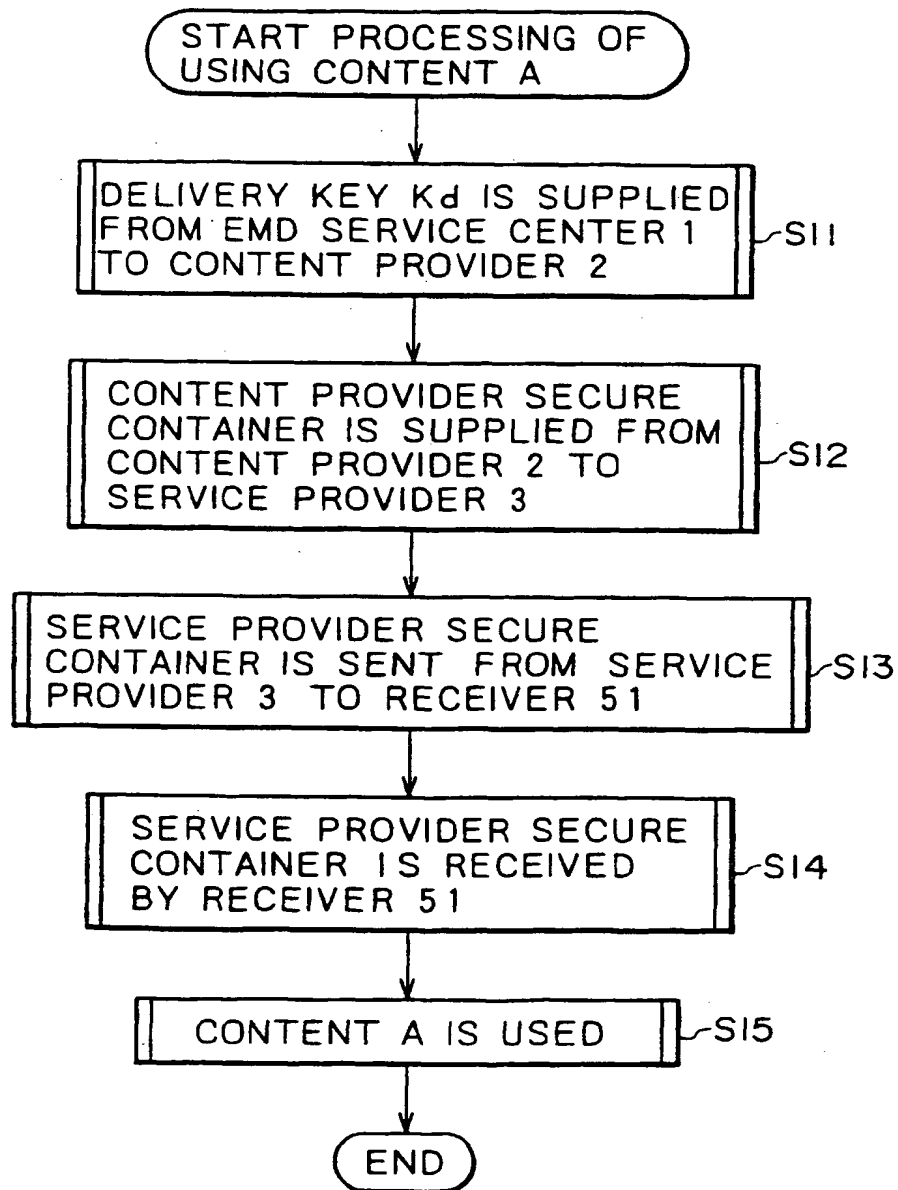 START PROCESSING OF
USING CONTENT A
DELIVERY KEY Kd IS SUPPLIED
FROM EMD SERVICE CENTER 1
TO CONTENT PROVIDER 2
S11
CONTENT PROVIDER SECURE
CONTAINER IS SUPPLIED FROM
CONTENT PROVIDER 2 TO
SERVICE PROVIDER 3
S12
SERVICE PROVIDER SECURE
CONTAINER IS SENT FROM SERVICE
PROVIDER 3 TO RECEIVER 51
S13
SERVICE PROVIDER SECURE
CONTAINER IS RECEIVED
BY RECEIVER 51
S14
CONTENT A IS USED
S15
END